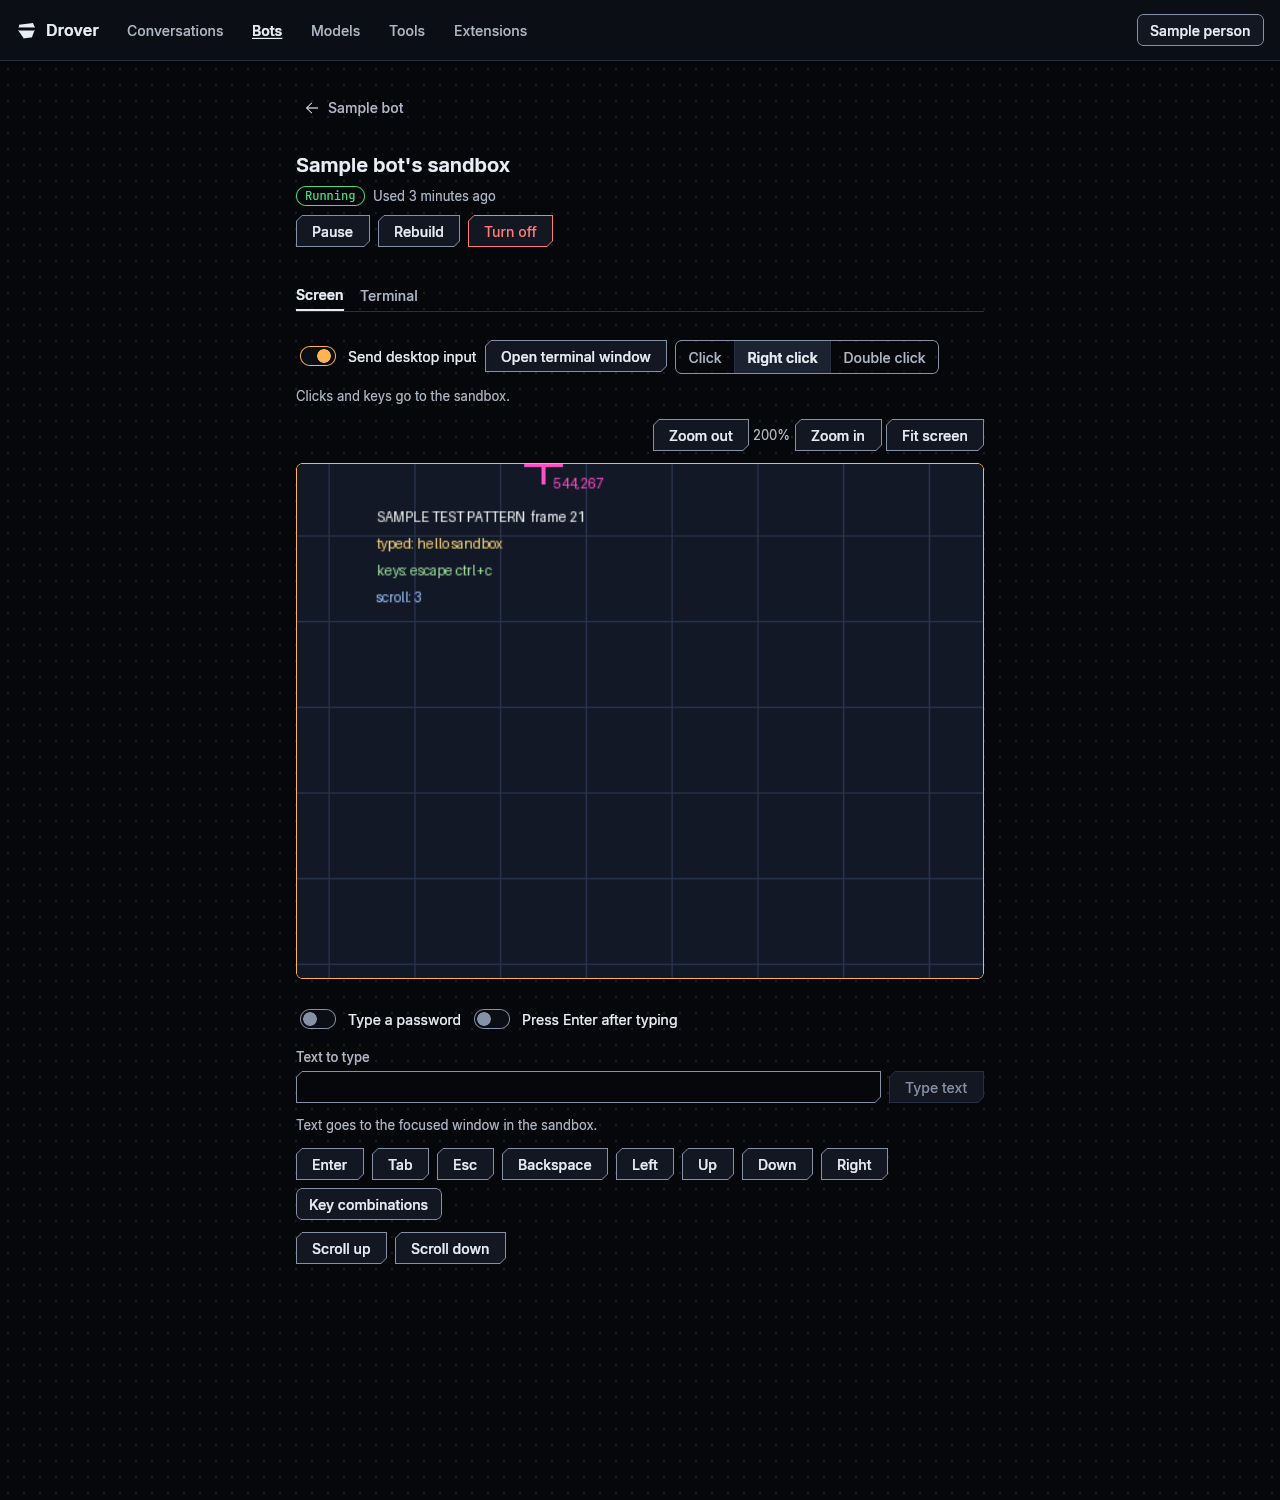 Drover Conversations Bots Models Tools Extensions Sample person
Sample bot
Sample bot's sandbox
Running Used 3 minutes ago
Pause Rebuild Turn off
Screen Terminal
Send desktop input Open terminal window Click Right click Double click
Clicks and keys go to the sandbox.
Zoom out 200% Zoom in Fit screen
544,267
SAMPLE TEST PATTERN frame 21
typed: hello sandbox
keys: escape ctrl+c
scroll: 3
Type a password Press Enter after typing
Text to type
Type text
Text goes to the focused window in the sandbox.
Enter Tab Esc Backspace Left Up Down Right
Key combinations
Scroll up Scroll down